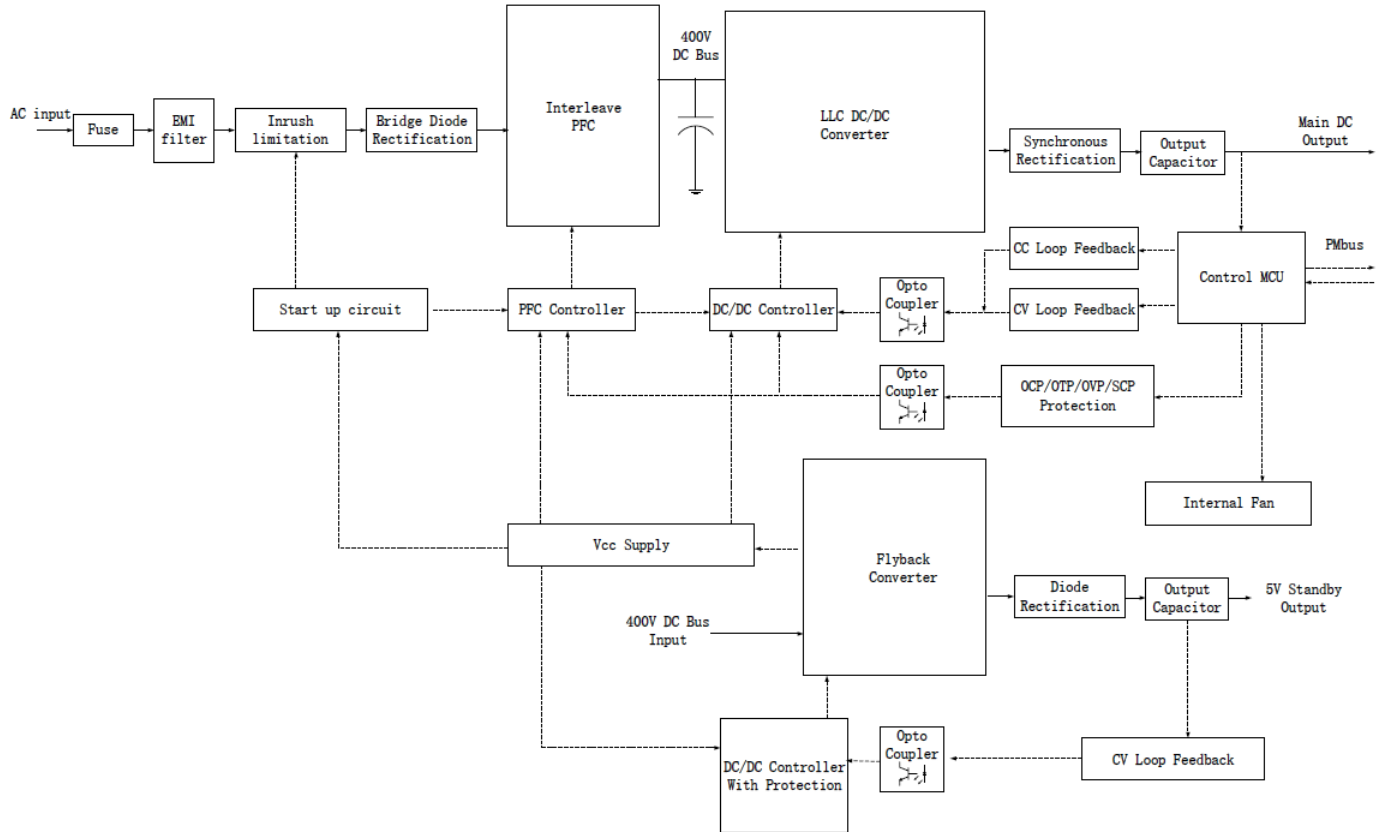 400V
DC Bus
AC input
Fuse
EMI
filter
Inrush
limitation
Bridge Diode
Rectification
Interleave
PFC
LLC DC/DC
Converter
Synchronous
Rectification
Output
Capacitor
Main DC
Output
CC Loop Feedback
Control MCU
PMbus
Start up circuit
PFC Controller
DC/DC Controller
Opto
Coupler
CV Loop Feedback
Opto
Coupler
OCP/OTP/OVP/SCP
Protection
Internal Fan
Vcc Supply
Flyback
Converter
400V DC Bus
Input
Diode
Rectification
Output
Capacitor
5V Standby
Output
DC/DC Controller
With Protection
Opto
Coupler
CV Loop Feedback